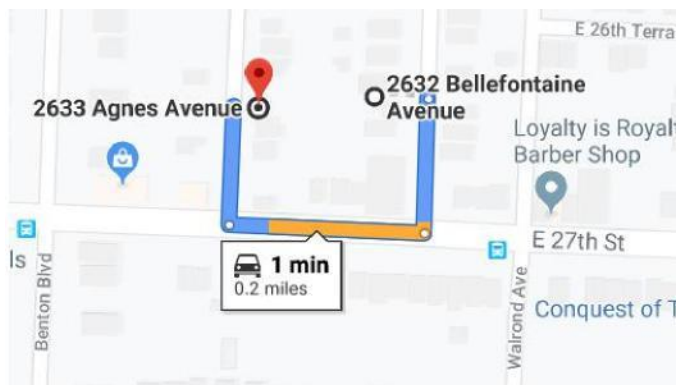 E 26th Terra
2632 Bellefontaine
Avenue
2633 Agnes Avenue
Loyalty is Royalt
Barber Shop
E 27th St
1 min
0.2 miles
ls
Benton Blvd
Walrond Ave
Conquest of T